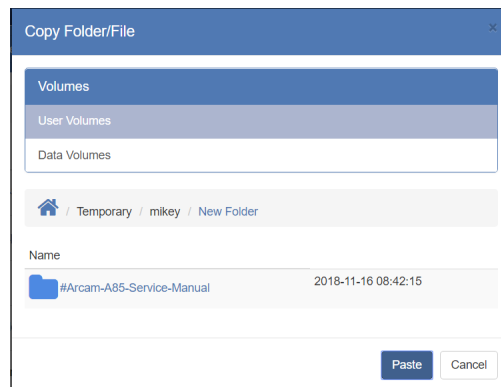 Copy Folder/File
×
Volumes
User Volumes
Data Volumes
/ Temporary / mikey / New Folder
Name
#Arcam-A85-Service-Manual 2018-11-16 08:42:15
Paste Cancel